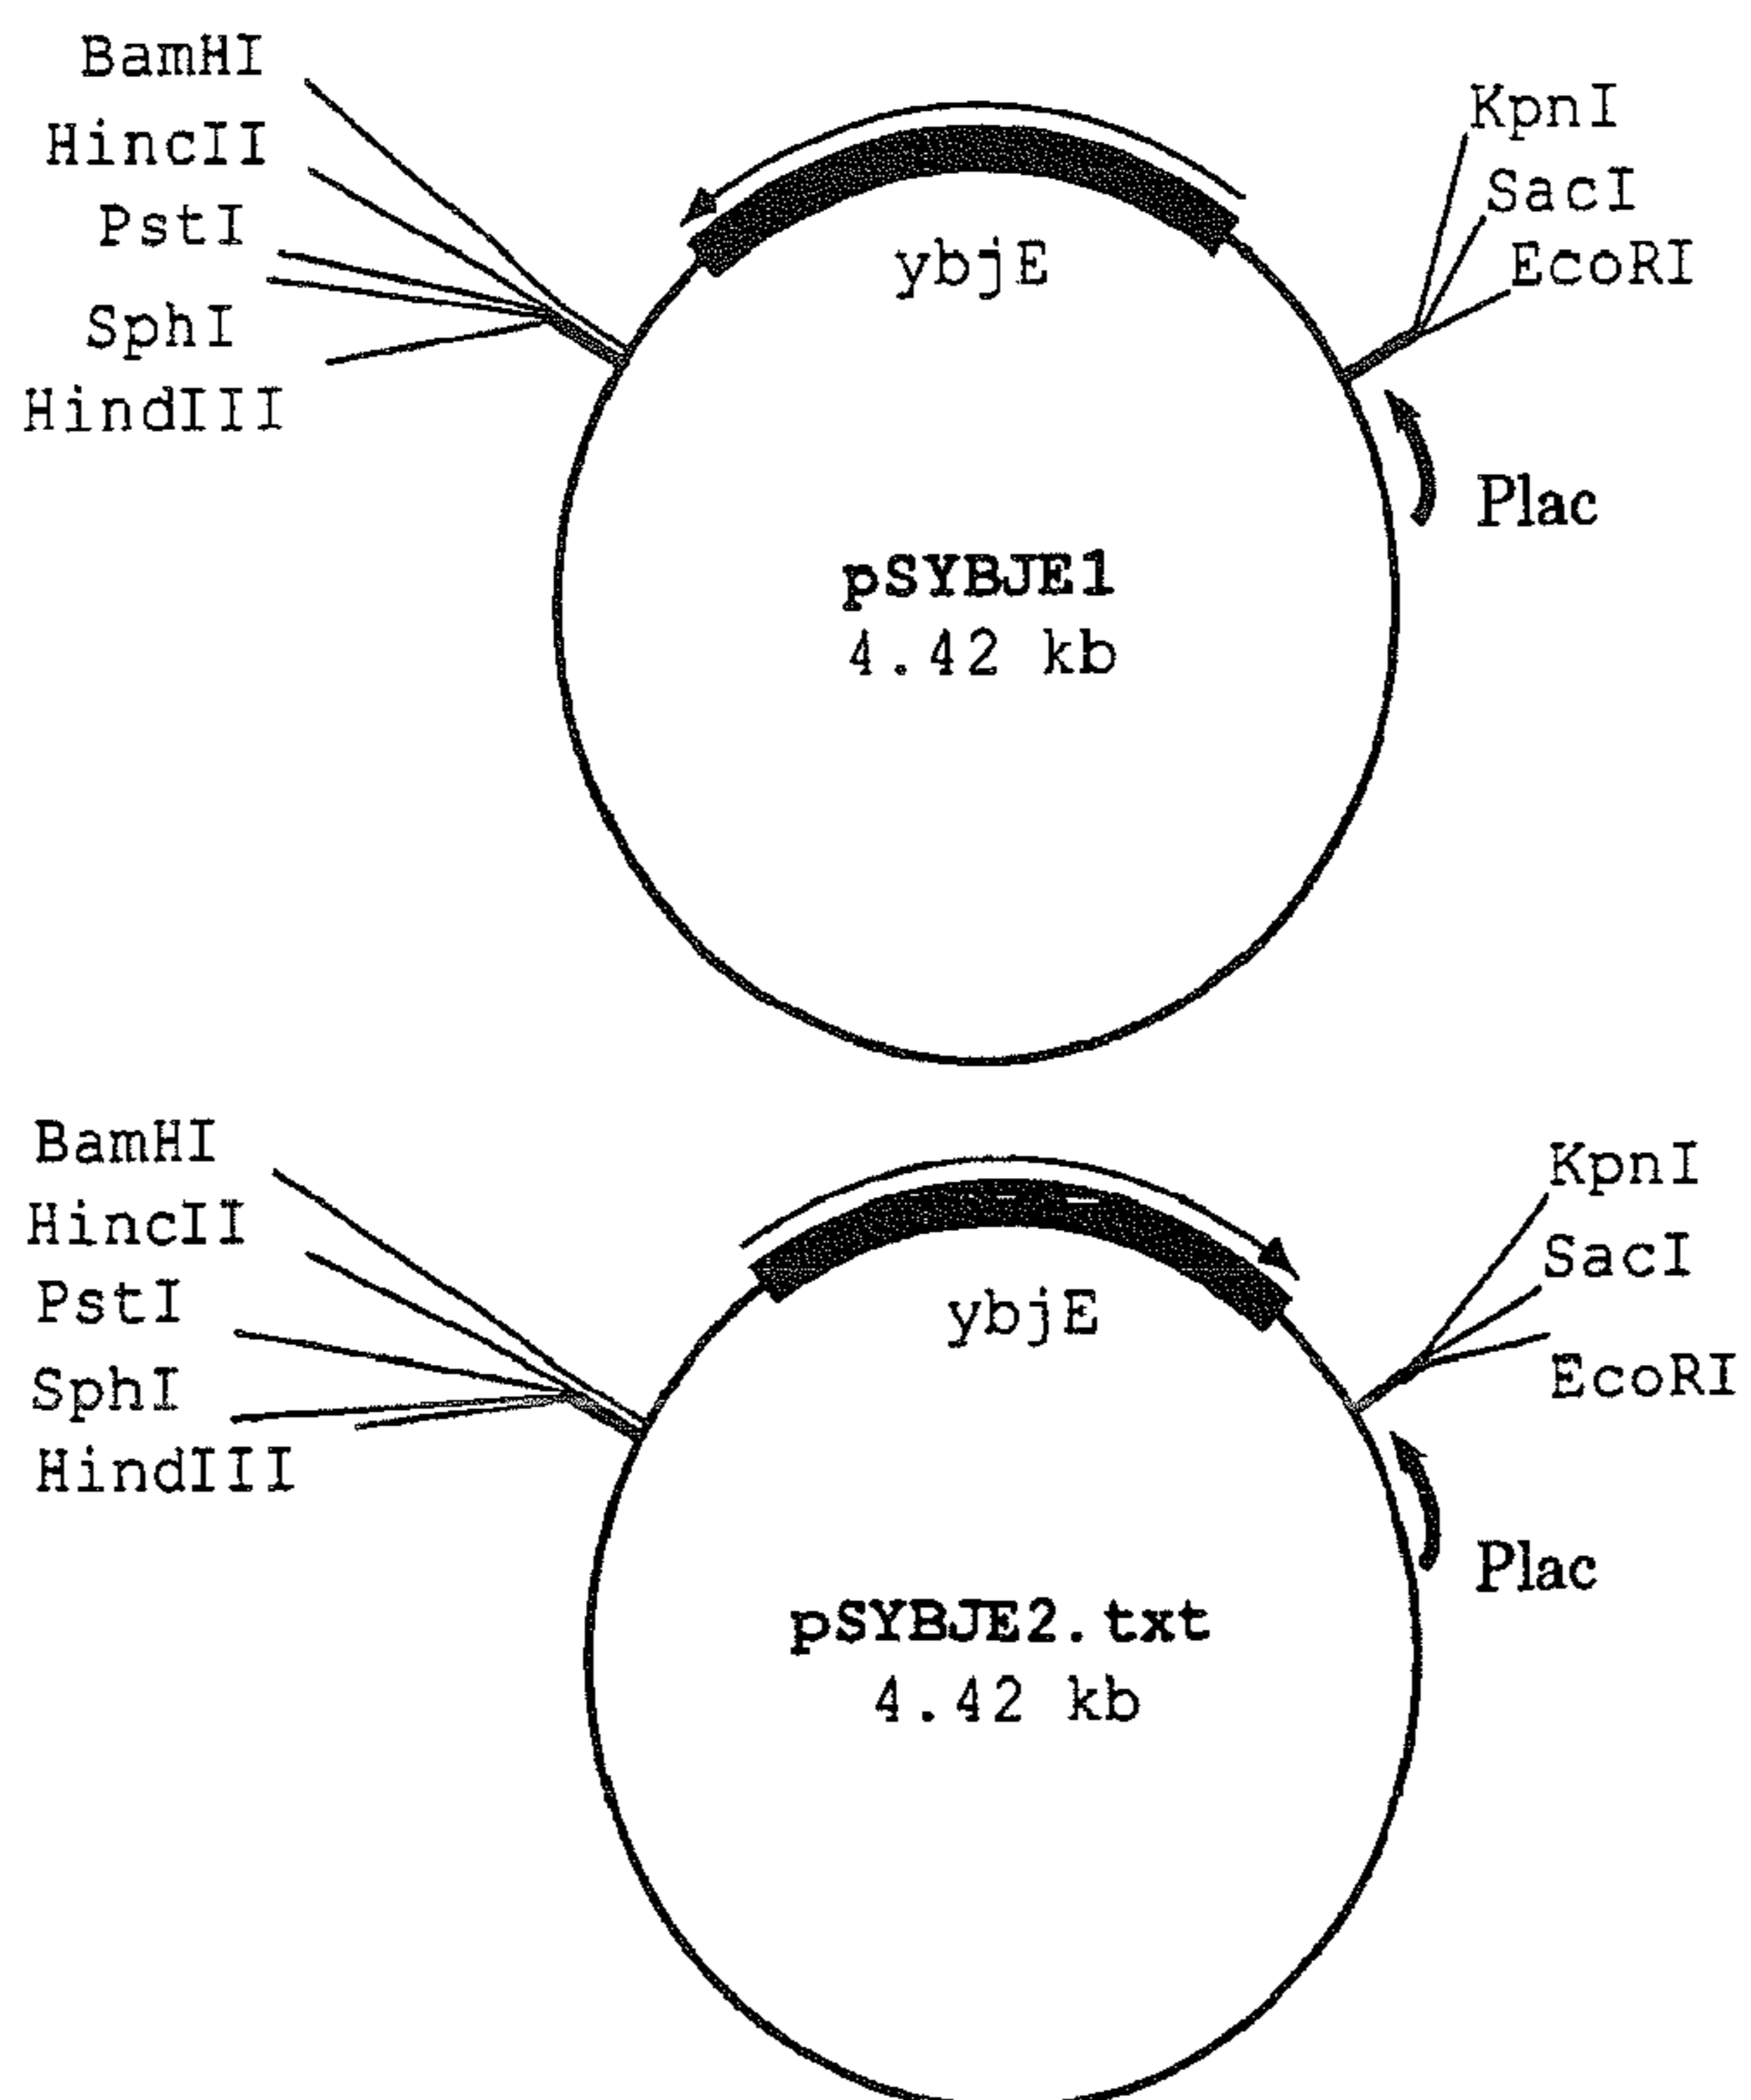 BamHI
HincII
PstI
SphI
HindIII
ybjE
KpnI
SacI
EcoRI
Plac
pSYBJE1
4.42 kb
BamHI
HincII
PstI
SphI
HindIII
ybjE
KpnI
SacI
EcoRI
Plac
pSYBJE2.txt
4.42 kb